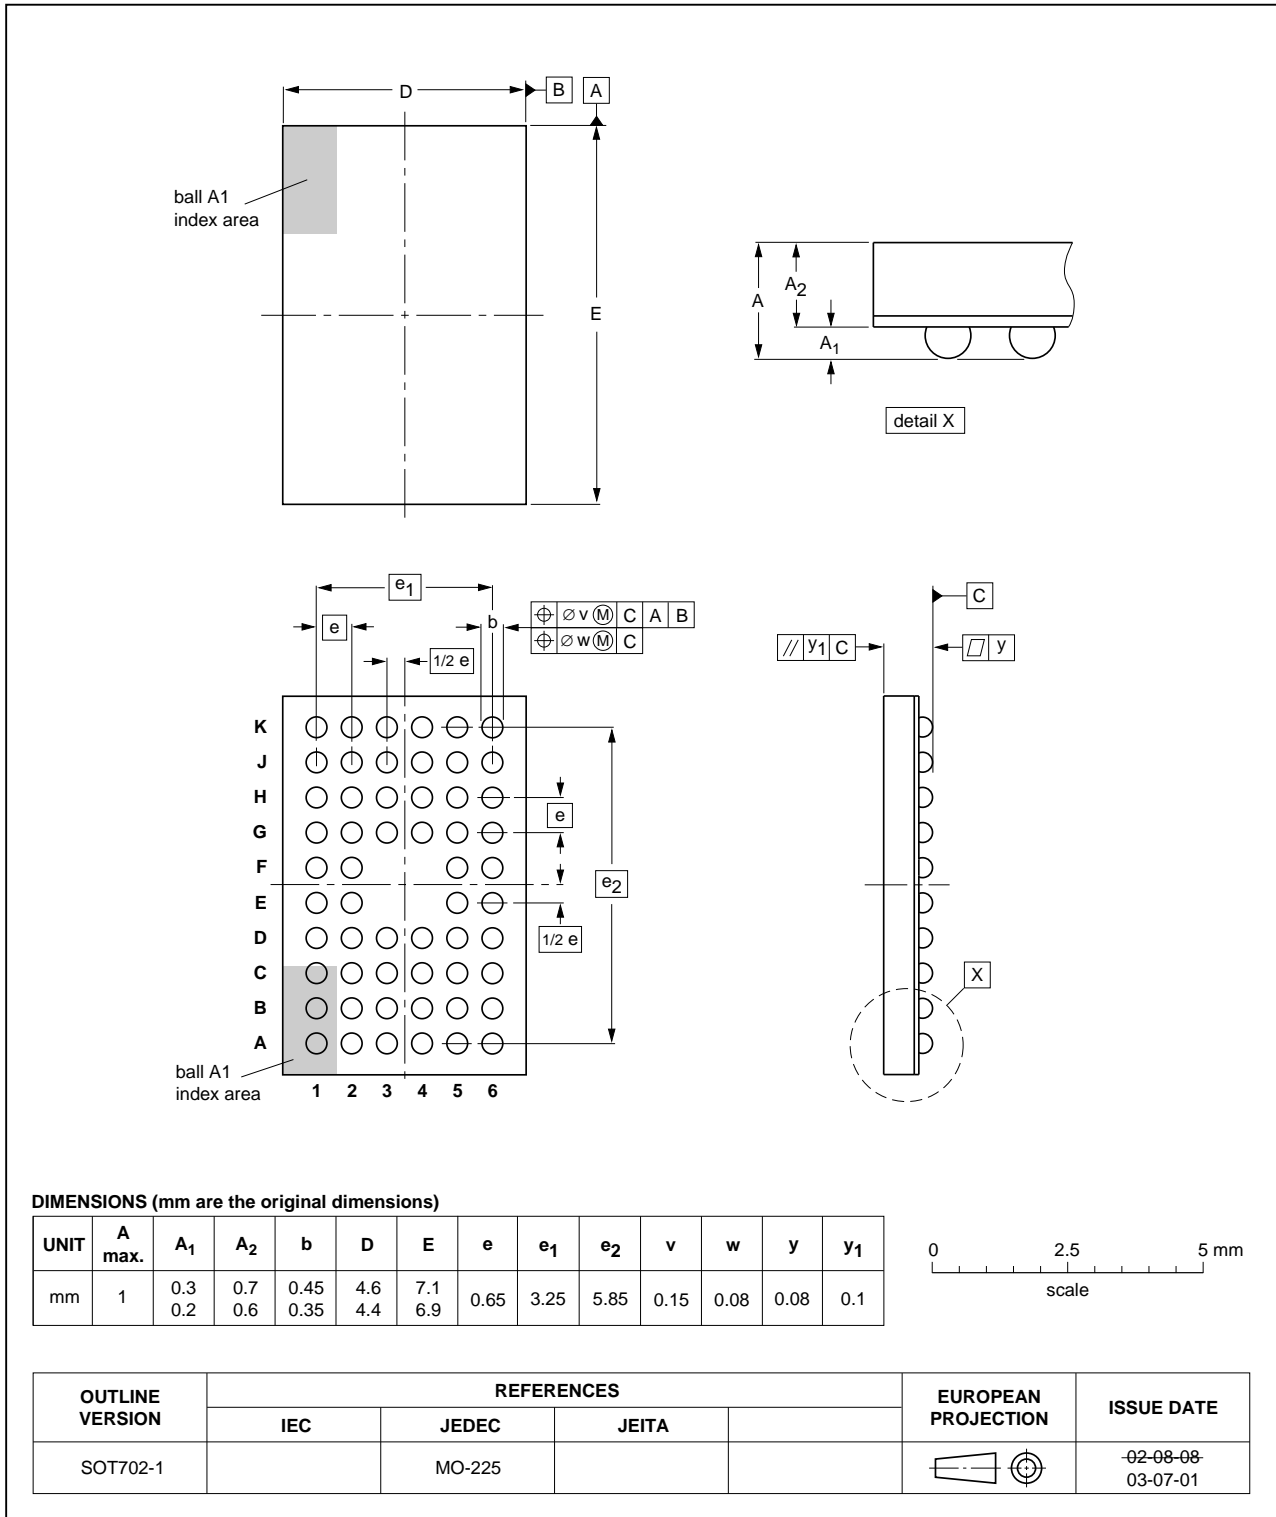 D
B
A
ball A1
index area
E
A
A2
A1
detail X
e1
e
b
⌖ ⌀ v Ⓜ C A B
⌖ ⌀ w Ⓜ C
1/2 e
C
// y1 C
▱ y
K
J
H
G
F
E
D
C
B
A
e
e2
1/2 e
X
ball A1
index area
1 2 3 4 5 6
DIMENSIONS (mm are the original dimensions)
UNIT A max. A1 A2 b D E e e1 e2 v w y y1
mm 1 0.3 0.2 0.7 0.6 0.45 0.35 4.6 4.4 7.1 6.9 0.65 3.25 5.85 0.15 0.08 0.08 0.1
0 2.5 5 mm
scale
OUTLINE VERSION REFERENCES EUROPEAN PROJECTION ISSUE DATE
IEC JEDEC JEITA
SOT702-1 MO-225 02-08-08
03-07-01